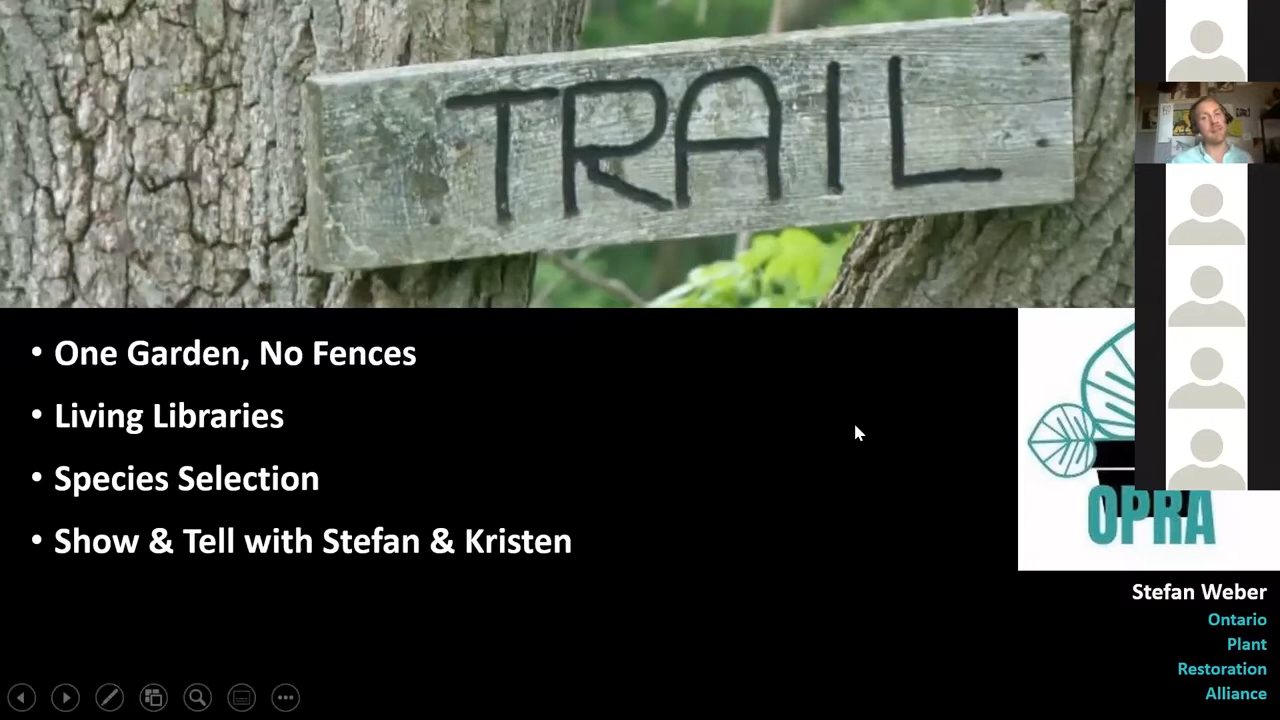 TRAIL
• One Garden, No Fences
• Living Libraries
• Species Selection
• Show & Tell with Stefan & Kristen
OPRA
Stefan Weber
Ontario
Plant
Restoration
Alliance